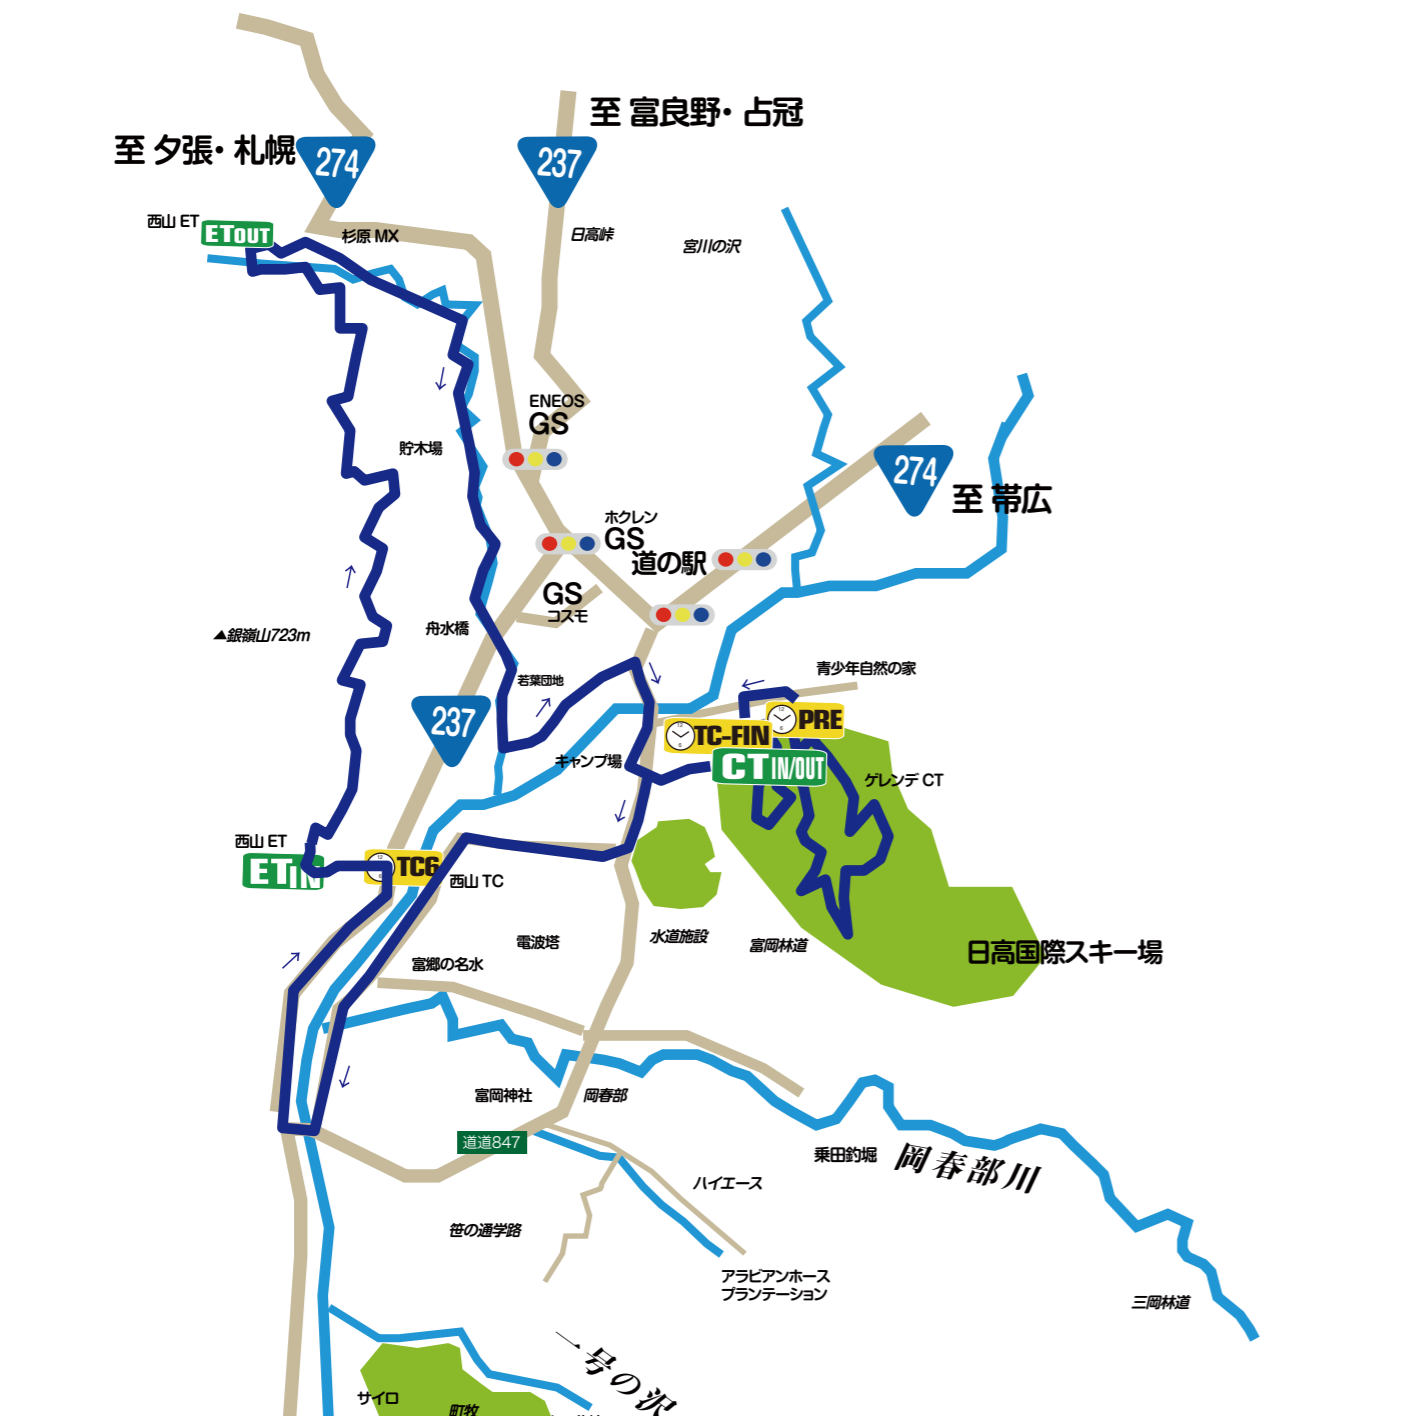 至 富良野・占冠
至 夕張・札幌
274
237
西山 ET
ETOUT
杉原 MX
日高峠
宮川の沢
ENEOS
GS
貯木場
274
至 帯広
ホクレン
GS
道の駅
GS
コスモ
舟水橋
▲銀嶺山723m
若葉団地
青少年自然の家
237
PRE
TC-FIN
キャンプ場
CT IN/OUT
ゲレンデ CT
西山 ET
ETIN
TC6
西山 TC
水道施設
電波塔
富岡林道
日高国際スキー場
富郷の名水
富岡神社
岡春部
道道847
乗田釣堀
岡春部川
ハイエース
笹の通学路
アラビアンホース
プランテーション
三岡林道
一号の沢
サイロ
町牧